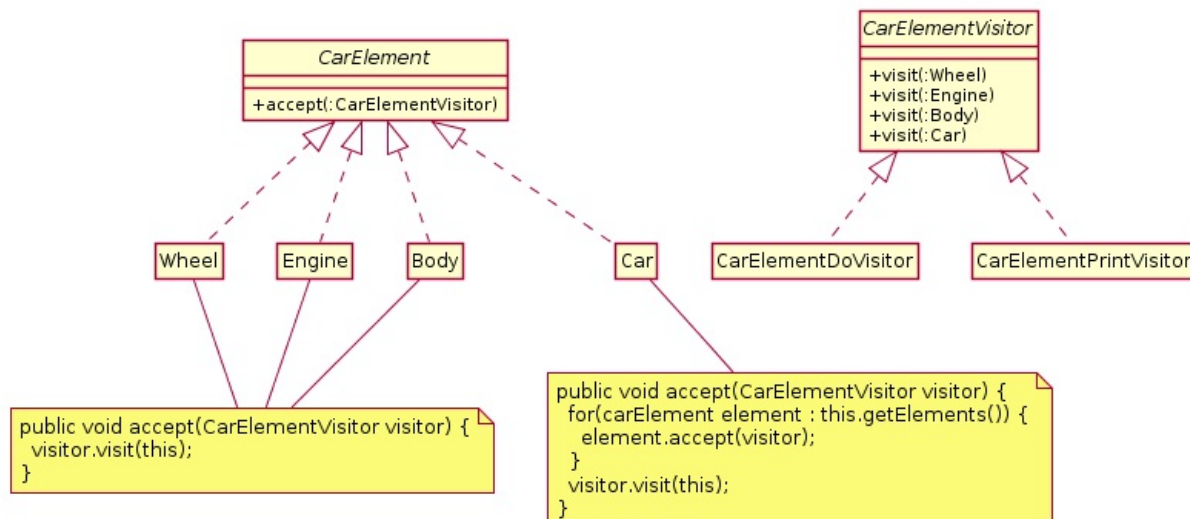 CarElement
+accept(:CarElementVisitor)
CarElementVisitor
+visit(:Wheel)
+visit(:Engine)
+visit(:Body)
+visit(:Car)
Wheel
Engine
Body
Car
CarElementDoVisitor
CarElementPrintVisitor
public void accept(CarElementVisitor visitor) {
visitor.visit(this);
}
public void accept(CarElementVisitor visitor) {
for(carElement element : this.getElements()) {
element.accept(visitor);
}
visitor.visit(this);
}